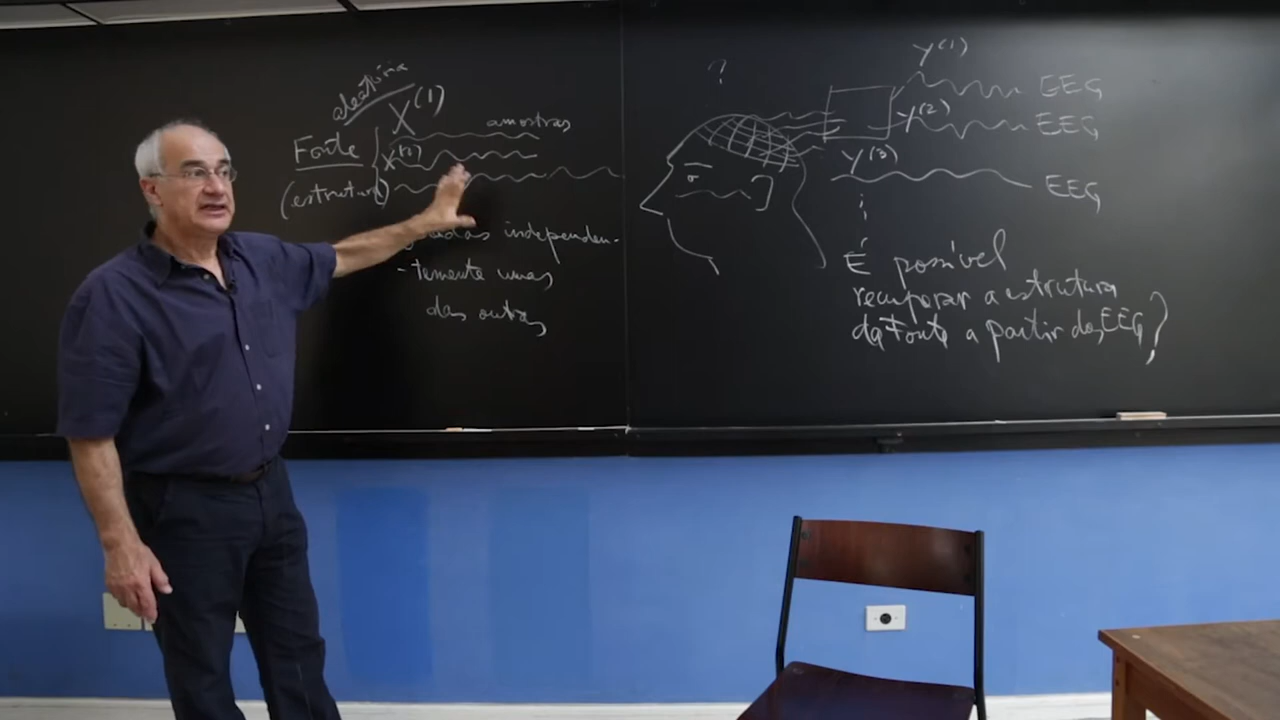 aleatória
X(1)
amostras
Fonte
X(2)
(estrutura)
independen-
-temente umas
das outras
?
y(1)
EEG
y(2)
EEG
y(3)
EEG
É possível
recuperar a estrutura
da Fonte a partir dos EEG?